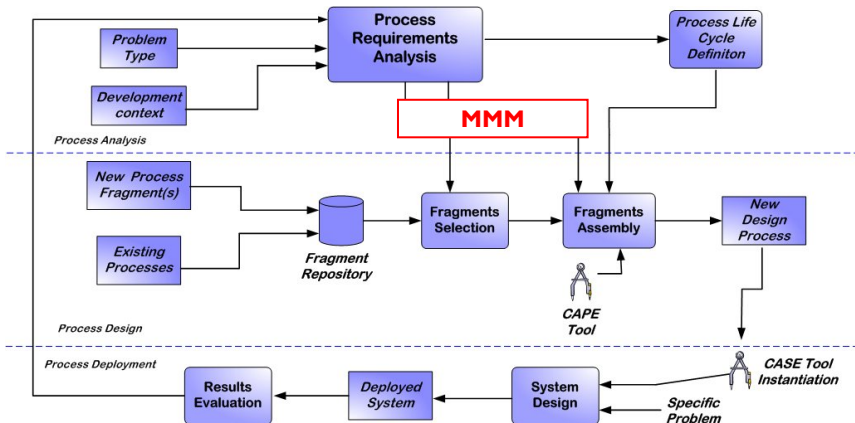 Problem
Type
Process
Requirements
Analysis
Process Life
Cycle
Definiton
Development
context
MMM
Process Analysis
New Process
Fragment(s)
Existing
Processes
Fragment
Repository
Fragments
Selection
Fragments
Assembly
New
Design
Process
CAPE
Tool
Process Design
Process Deployment
Results
Evaluation
Deployed
System
System
Design
CASE Tool
Instantiation
Specific
Problem